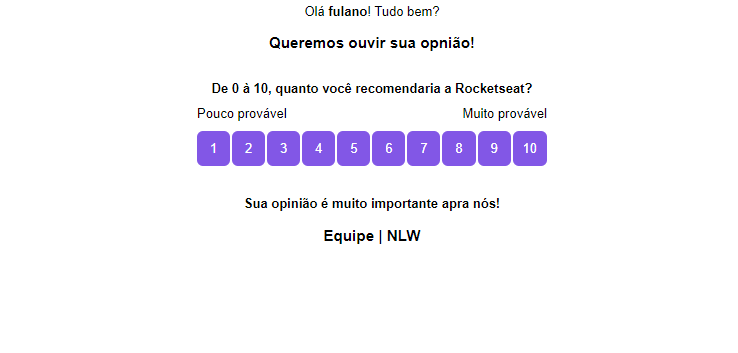 Olá fulano! Tudo bem?
Queremos ouvir sua opnião!
De 0 à 10, quanto você recomendaria a Rocketseat?
Pouco provável Muito provável
1 2 3 4 5 6 7 8 9 10
Sua opinião é muito importante apra nós!
Equipe | NLW